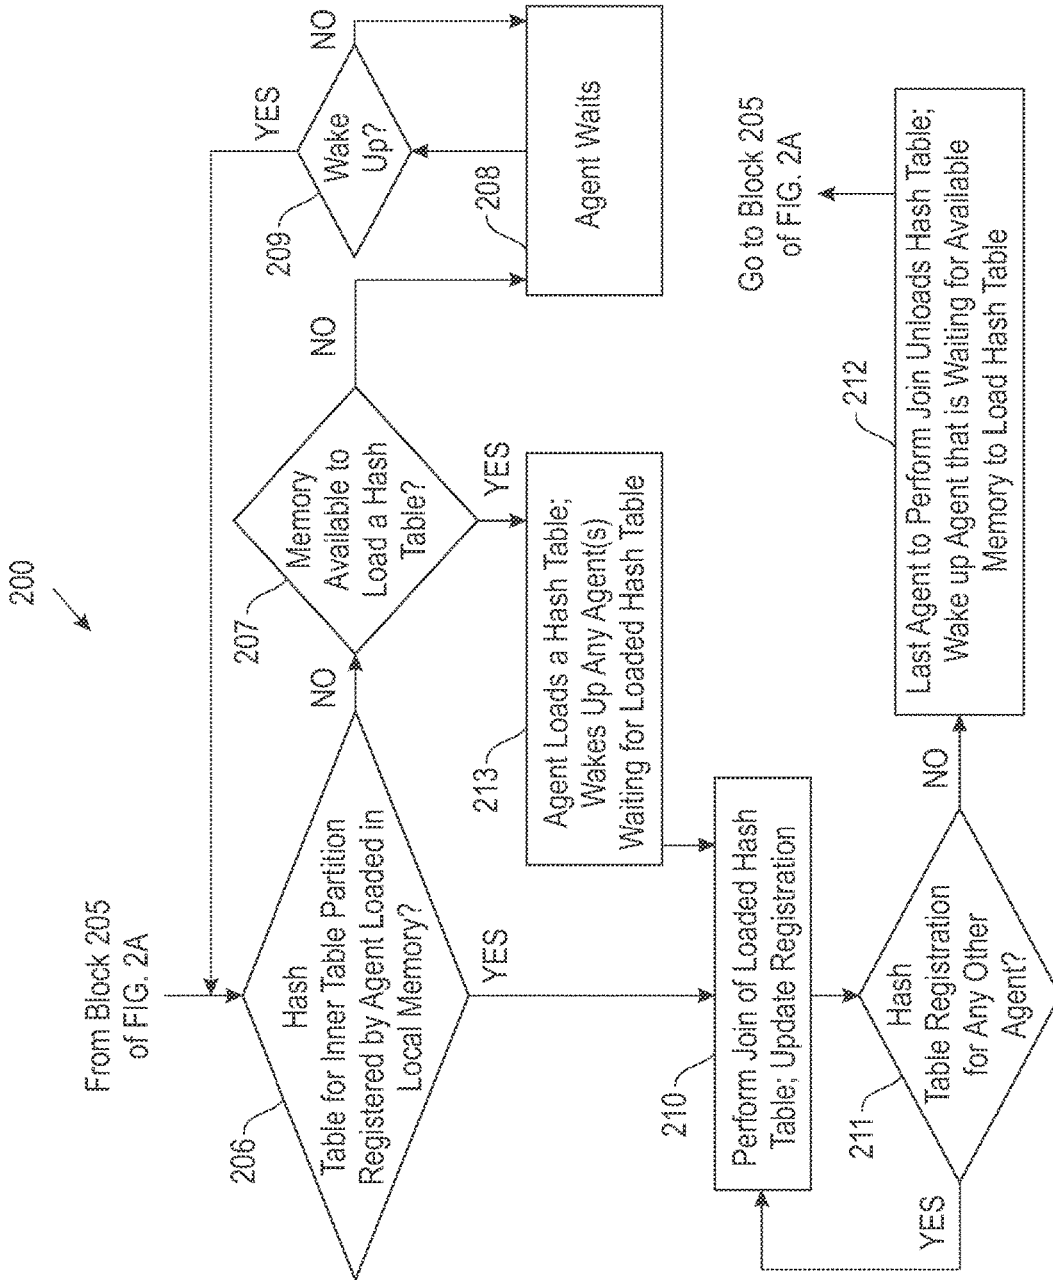 200
From Block 205
of FIG. 2A
206
Hash
Table for Inner Table Partition
Registered by Agent Loaded in
Local Memory?
NO
YES
207
Memory
Available to
Load a Hash
Table?
NO
YES
209
Wake
Up?
YES
NO
208
Agent Waits
213
Agent Loads a Hash Table;
Wakes Up Any Agent(s)
Waiting for Loaded Hash Table
210
Perform Join of Loaded Hash
Table; Update Registration
211
Hash
Table Registration
for Any Other
Agent?
YES
NO
212
Last Agent to Perform Join Unloads Hash Table;
Wake up Agent that is Waiting for Available
Memory to Load Hash Table
Go to Block 205
of FIG. 2A